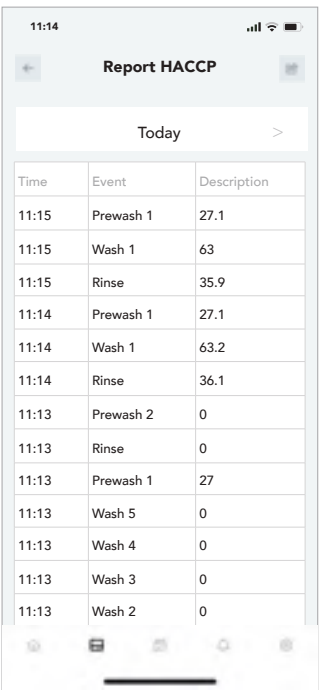 11:14
Report HACCP
Today >
Time Event Description
11:15 Prewash 1 27.1
11:15 Wash 1 63
11:15 Rinse 35.9
11:14 Prewash 1 27.1
11:14 Wash 1 63.2
11:14 Rinse 36.1
11:13 Prewash 2 0
11:13 Rinse 0
11:13 Prewash 1 27
11:13 Wash 5 0
11:13 Wash 4 0
11:13 Wash 3 0
11:13 Wash 2 0